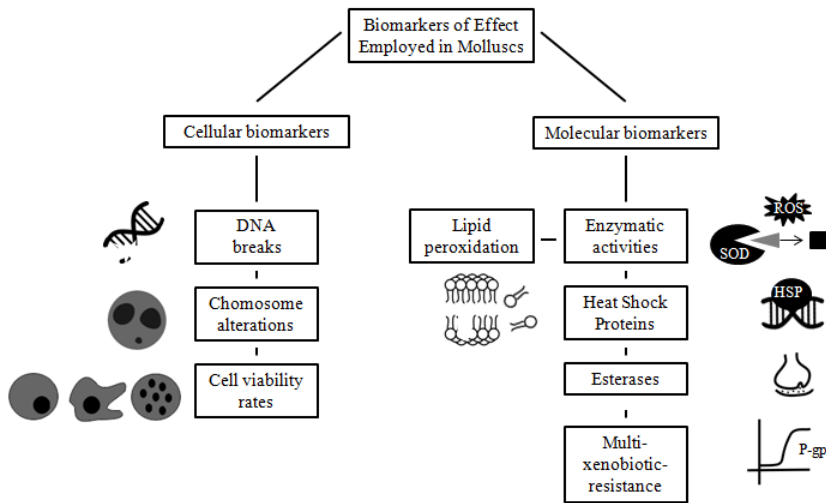 Biomarkers of Effect
Employed in Molluscs
Cellular biomarkers
Molecular biomarkers
DNA
breaks
Chomosome
alterations
Cell viability
rates
Lipid
peroxidation
Enzymatic
activities
ROS
SOD
Heat Shock
Proteins
HSP
Esterases
Multi-
xenobiotic-
resistance
P-gp